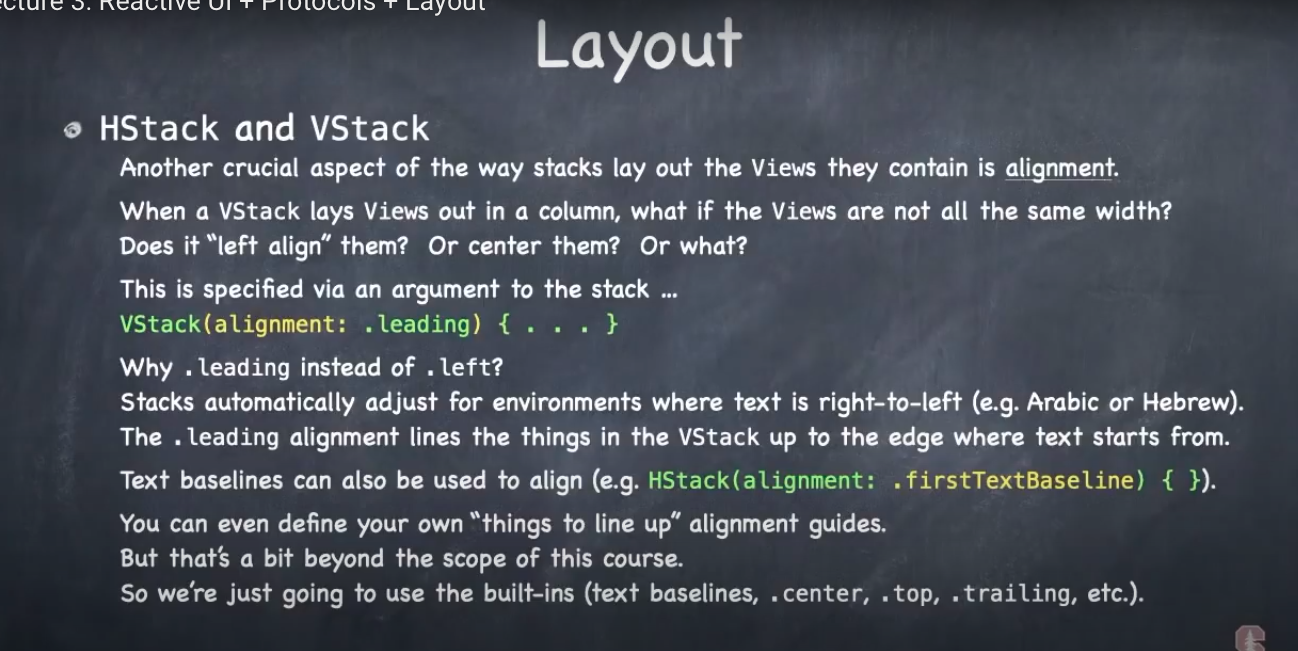 ecture 3: Reactive UI + Protocols + Layout
Layout
HStack and VStack
Another crucial aspect of the way stacks lay out the Views they contain is alignment.
When a VStack lays Views out in a column, what if the Views are not all the same width?
Does it “left align” them? Or center them? Or what?
This is specified via an argument to the stack ...
VStack(alignment: .leading) { . . . }
Why .leading instead of .left?
Stacks automatically adjust for environments where text is right-to-left (e.g. Arabic or Hebrew).
The .leading alignment lines the things in the VStack up to the edge where text starts from.
Text baselines can also be used to align (e.g. HStack(alignment: .firstTextBaseline) { }).
You can even define your own “things to line up” alignment guides.
But that’s a bit beyond the scope of this course.
So we’re just going to use the built-ins (text baselines, .center, .top, .trailing, etc.).